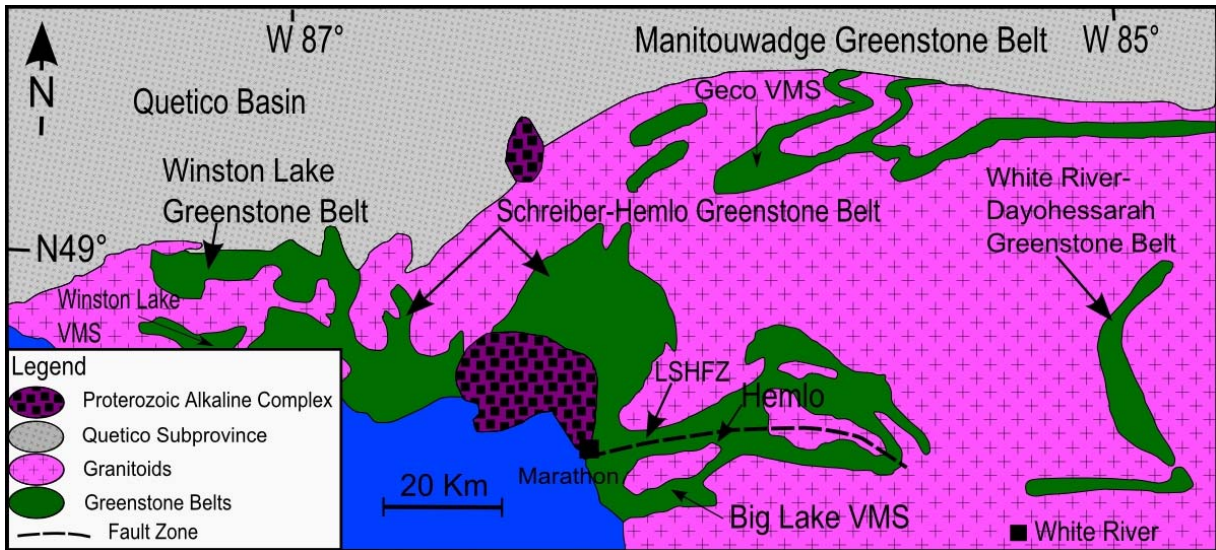 W 87°
Manitouwadge Greenstone Belt
W 85°
N
Geco VMS
Quetico Basin
Winston Lake
Greenstone Belt
White River-
Dayohessarah
Greenstone Belt
Schreiber-Hemlo Greenstone Belt
N49°
Winston Lake
VMS
LSHFZ
Hemlo
Marathon
20 Km
Big Lake VMS
White River
Legend
Proterozoic Alkaline Complex
Quetico Subprovince
Granitoids
Greenstone Belts
Fault Zone